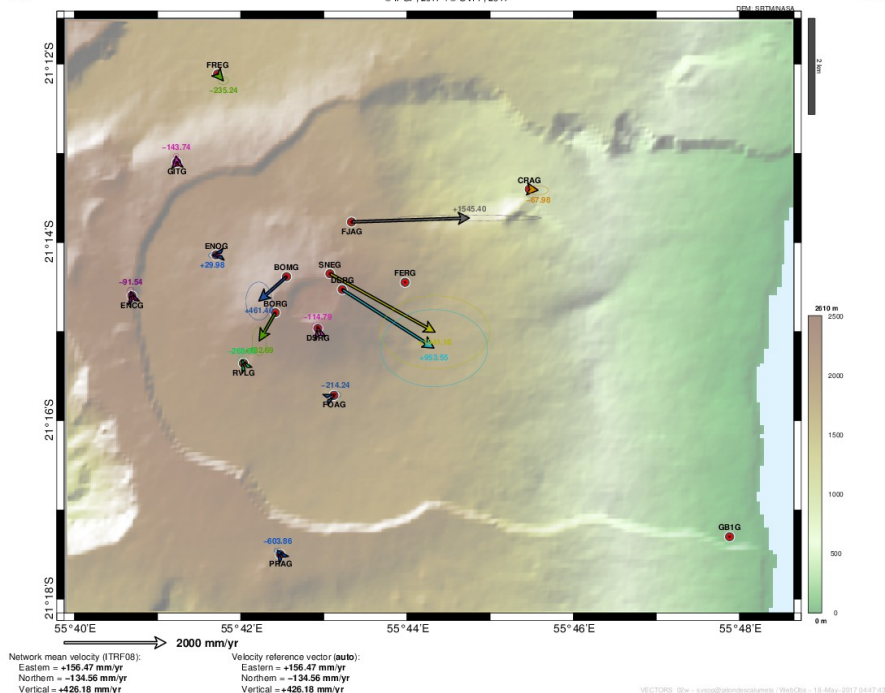 DEM: SRTM/NASA
21°12'S
21°14'S
21°16'S
21°18'S
FREG
−235.24
−143.74
GITG
CRAG
−67.98
+1545.40
FJAG
ENOG
+29.96
BOMG
SNEG
FERG
−91.54
ENCG
BORG
−114.79
DSRG
+953.55
RVLG
−214.24
FOAG
GB1G
−603.86
PRAG
2 km
2610 m
2500
2000
1500
1000
500
0
0 m
55°40'E
55°42'E
55°44'E
55°46'E
55°48'E
2000 mm/yr
Network mean velocity (ITRF08):
Eastern = +156.47 mm/yr
Northern = −134.56 mm/yr
Vertical = +426.18 mm/yr
Velocity reference vector (auto):
Eastern = +156.47 mm/yr
Northern = −134.56 mm/yr
Vertical = +426.18 mm/yr